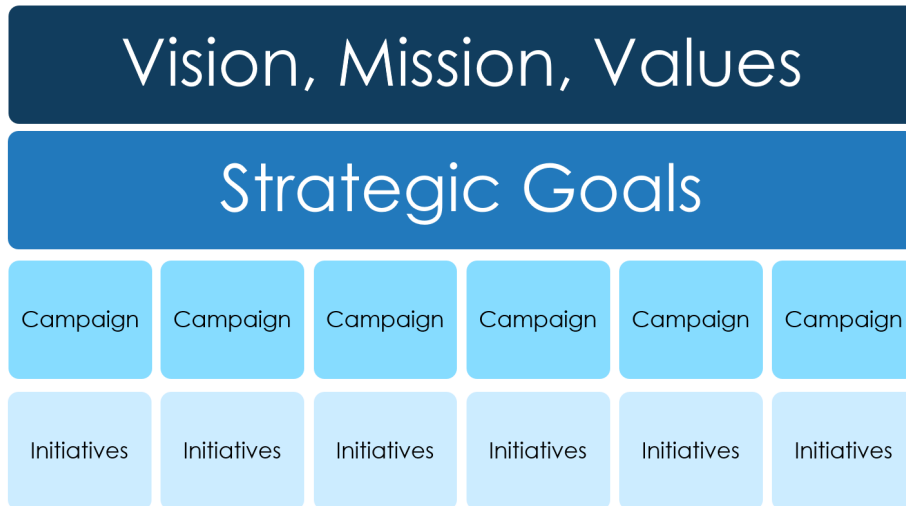 Vision, Mission, Values
Strategic Goals
Campaign Campaign Campaign Campaign Campaign Campaign
Initiatives Initiatives Initiatives Initiatives Initiatives Initiatives